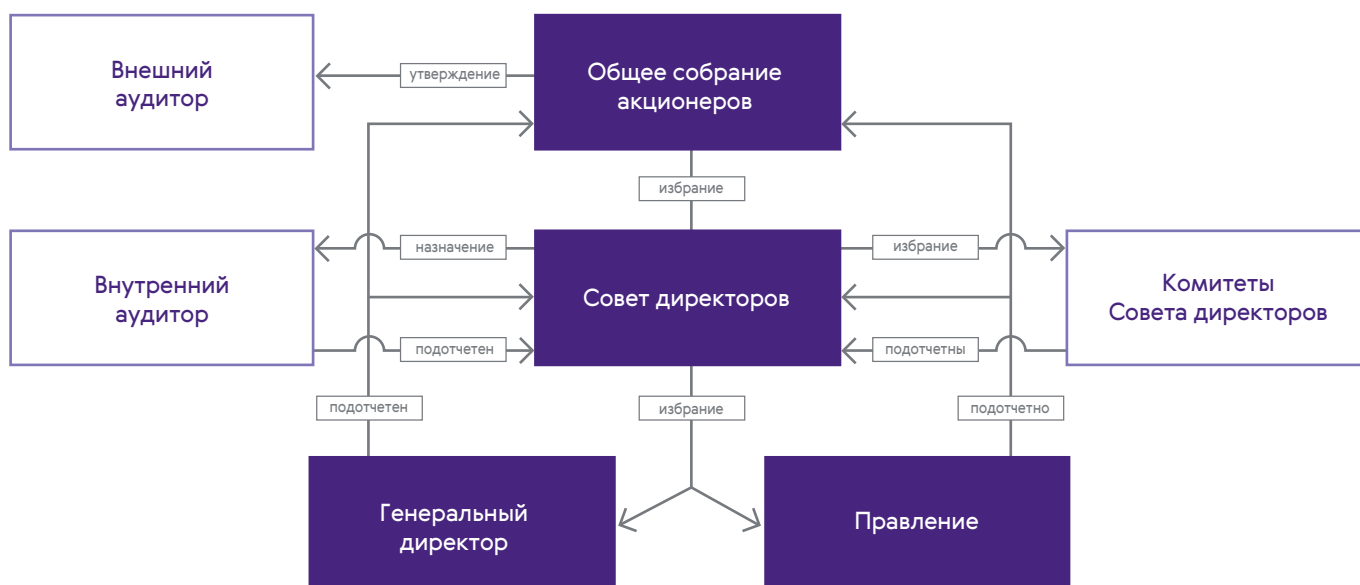 Внешний
аудитор
утверждение
Общее собрание
акционеров
избрание
Внутренний
аудитор
назначение
подотчетен
Совет директоров
избрание
подотчетны
Комитеты
Совета директоров
подотчетен
избрание
подотчетно
Генеральный
директор
Правление